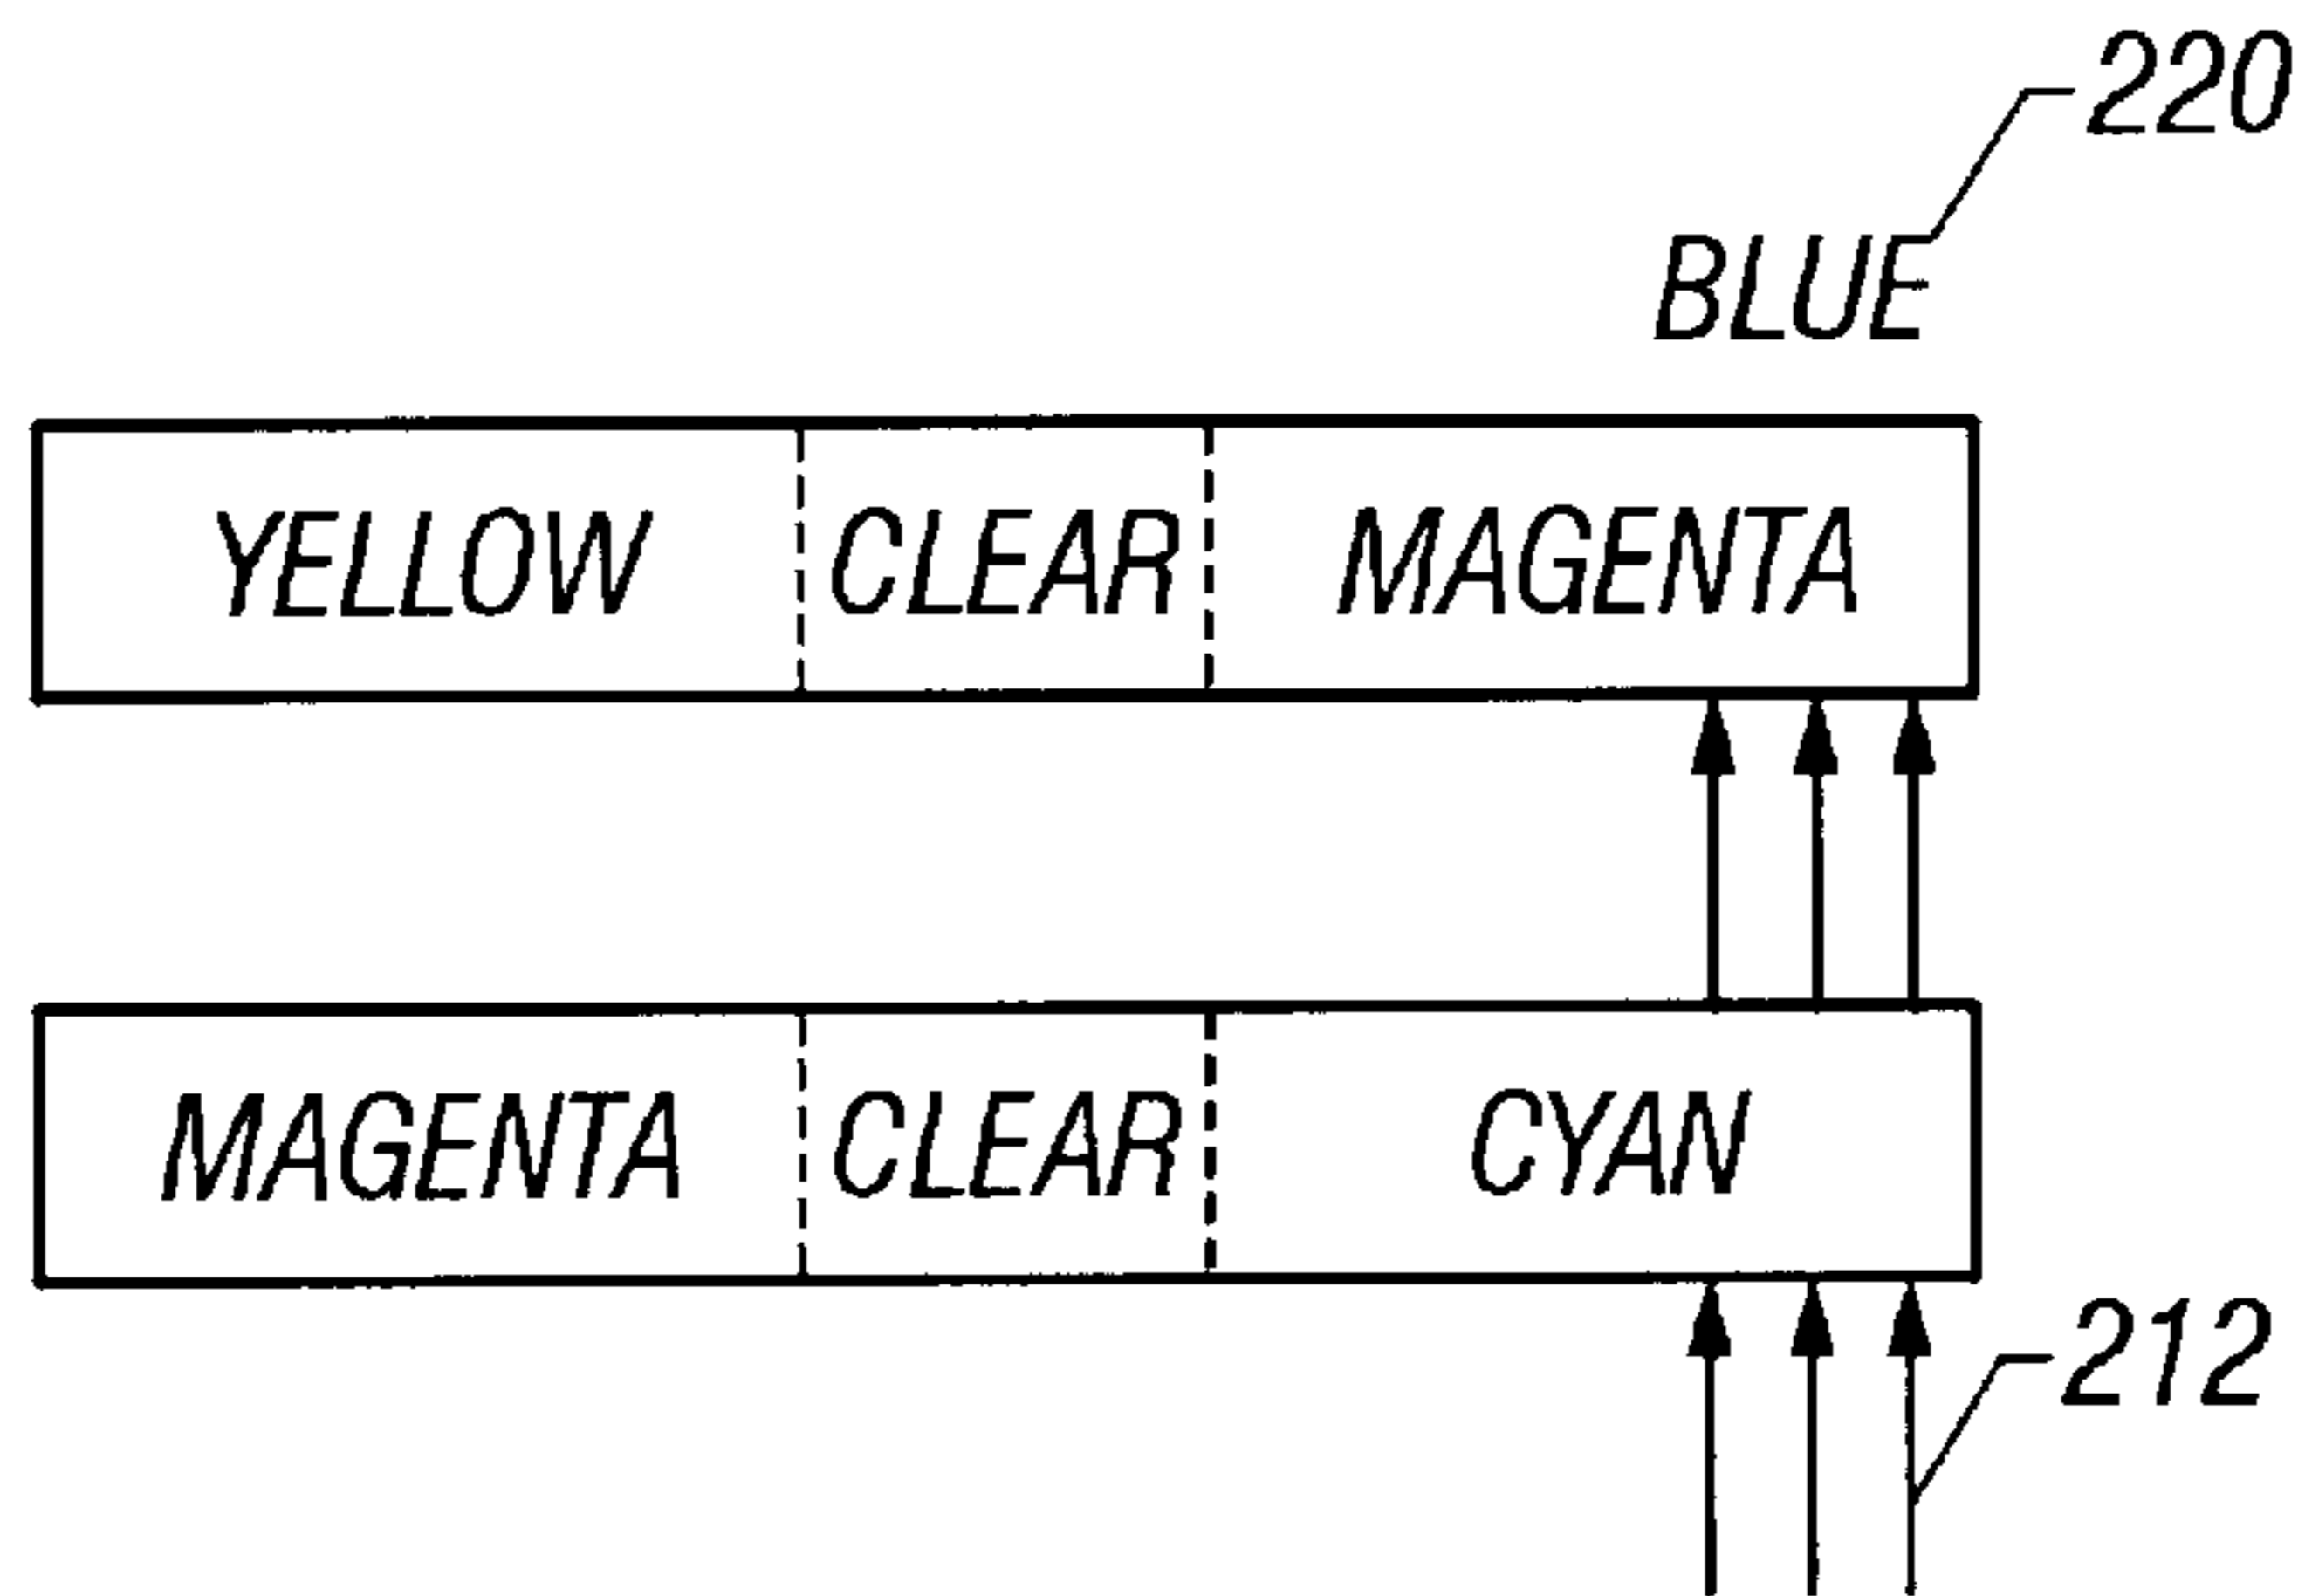 220
BLUE
YELLOW CLEAR MAGENTA
MAGENTA CLEAR CYAN
212